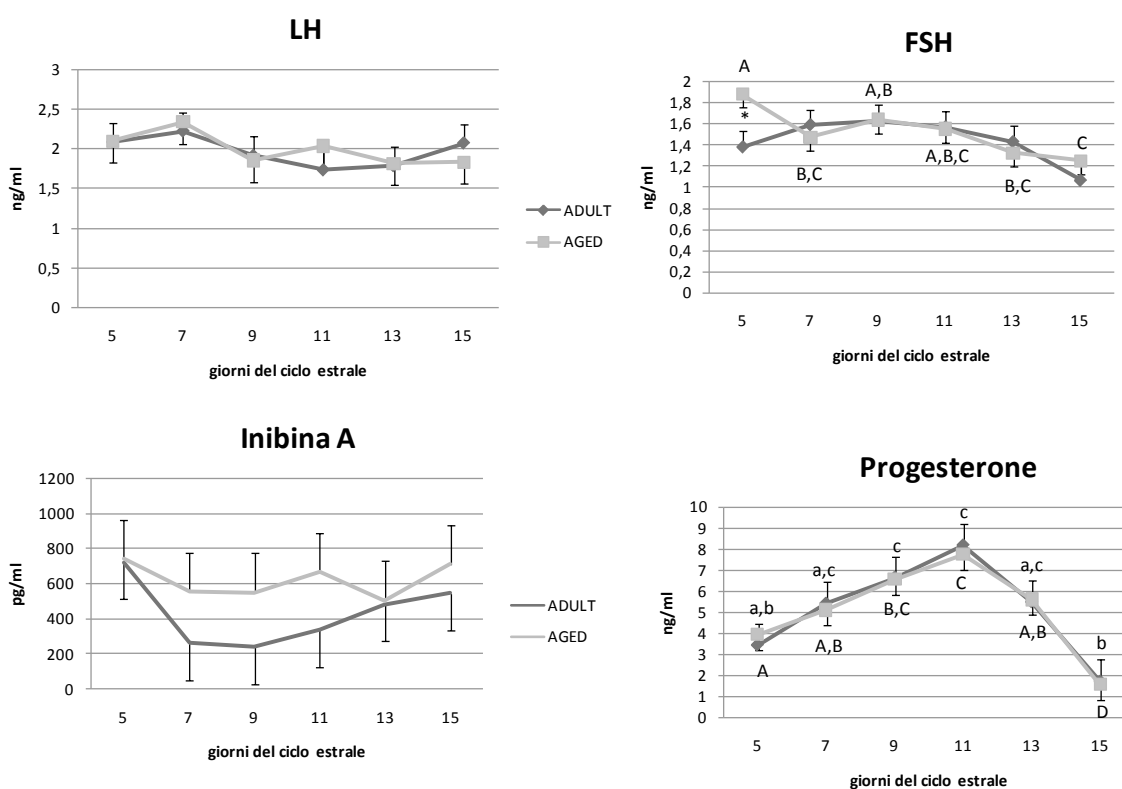 LH
3
2,5
2
1,5
1
0,5
0
ng/ml
5 7 9 11 13 15
giorni del ciclo estrale
ADULT
AGED
FSH
2
1,8
1,6
1,4
1,2
1
0,8
0,6
0,4
0,2
0
ng/ml
A
*
B,C
A,B
A,B,C
B,C
C
5 7 9 11 13 15
giorni del ciclo estrale
Inibina A
1200
1000
800
600
400
200
0
pg/ml
5 7 9 11 13 15
giorni del ciclo estrale
ADULT
AGED
Progesterone
10
9
8
7
6
5
4
3
2
1
0
ng/ml
a,b
A
a,c
A,B
c
B,C
c
C
a,c
A,B
b
D
5 7 9 11 13 15
giorni del ciclo estrale